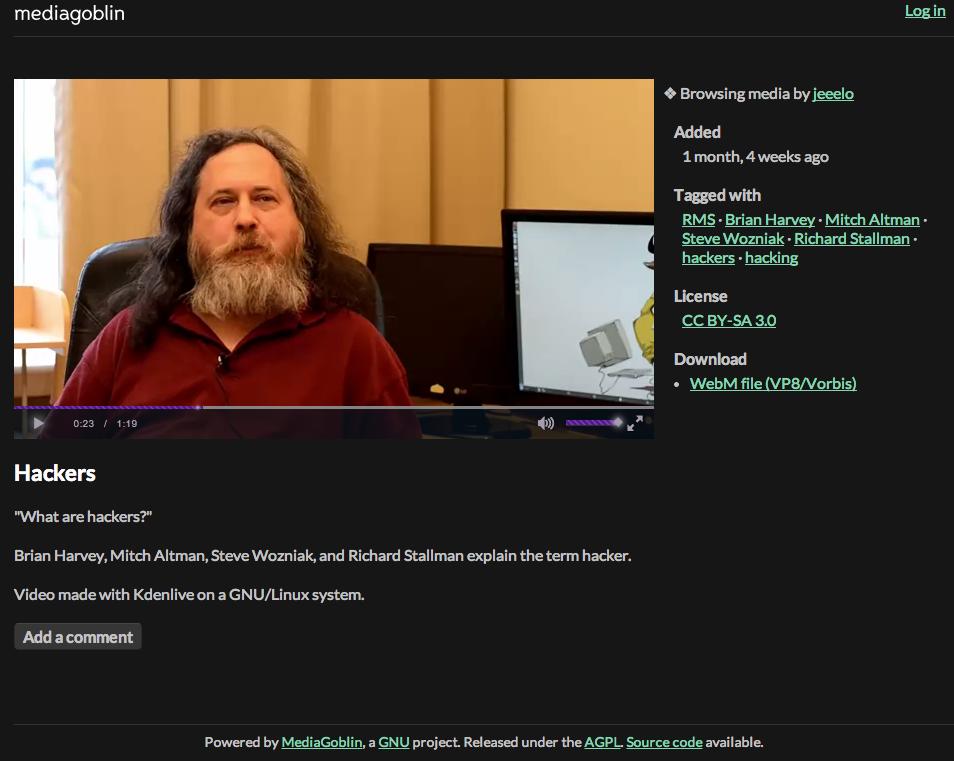 mediagoblin
Log in
❖ Browsing media by jeeelo
Added
1 month, 4 weeks ago
Tagged with
RMS · Brian Harvey · Mitch Altman ·
Steve Wozniak · Richard Stallman ·
hackers · hacking
License
CC BY-SA 3.0
Download
• WebM file (VP8/Vorbis)
0:23 / 1:19
Hackers
"What are hackers?"
Brian Harvey, Mitch Altman, Steve Wozniak, and Richard Stallman explain the term hacker.
Video made with Kdenlive on a GNU/Linux system.
Add a comment
Powered by MediaGoblin, a GNU project. Released under the AGPL. Source code available.